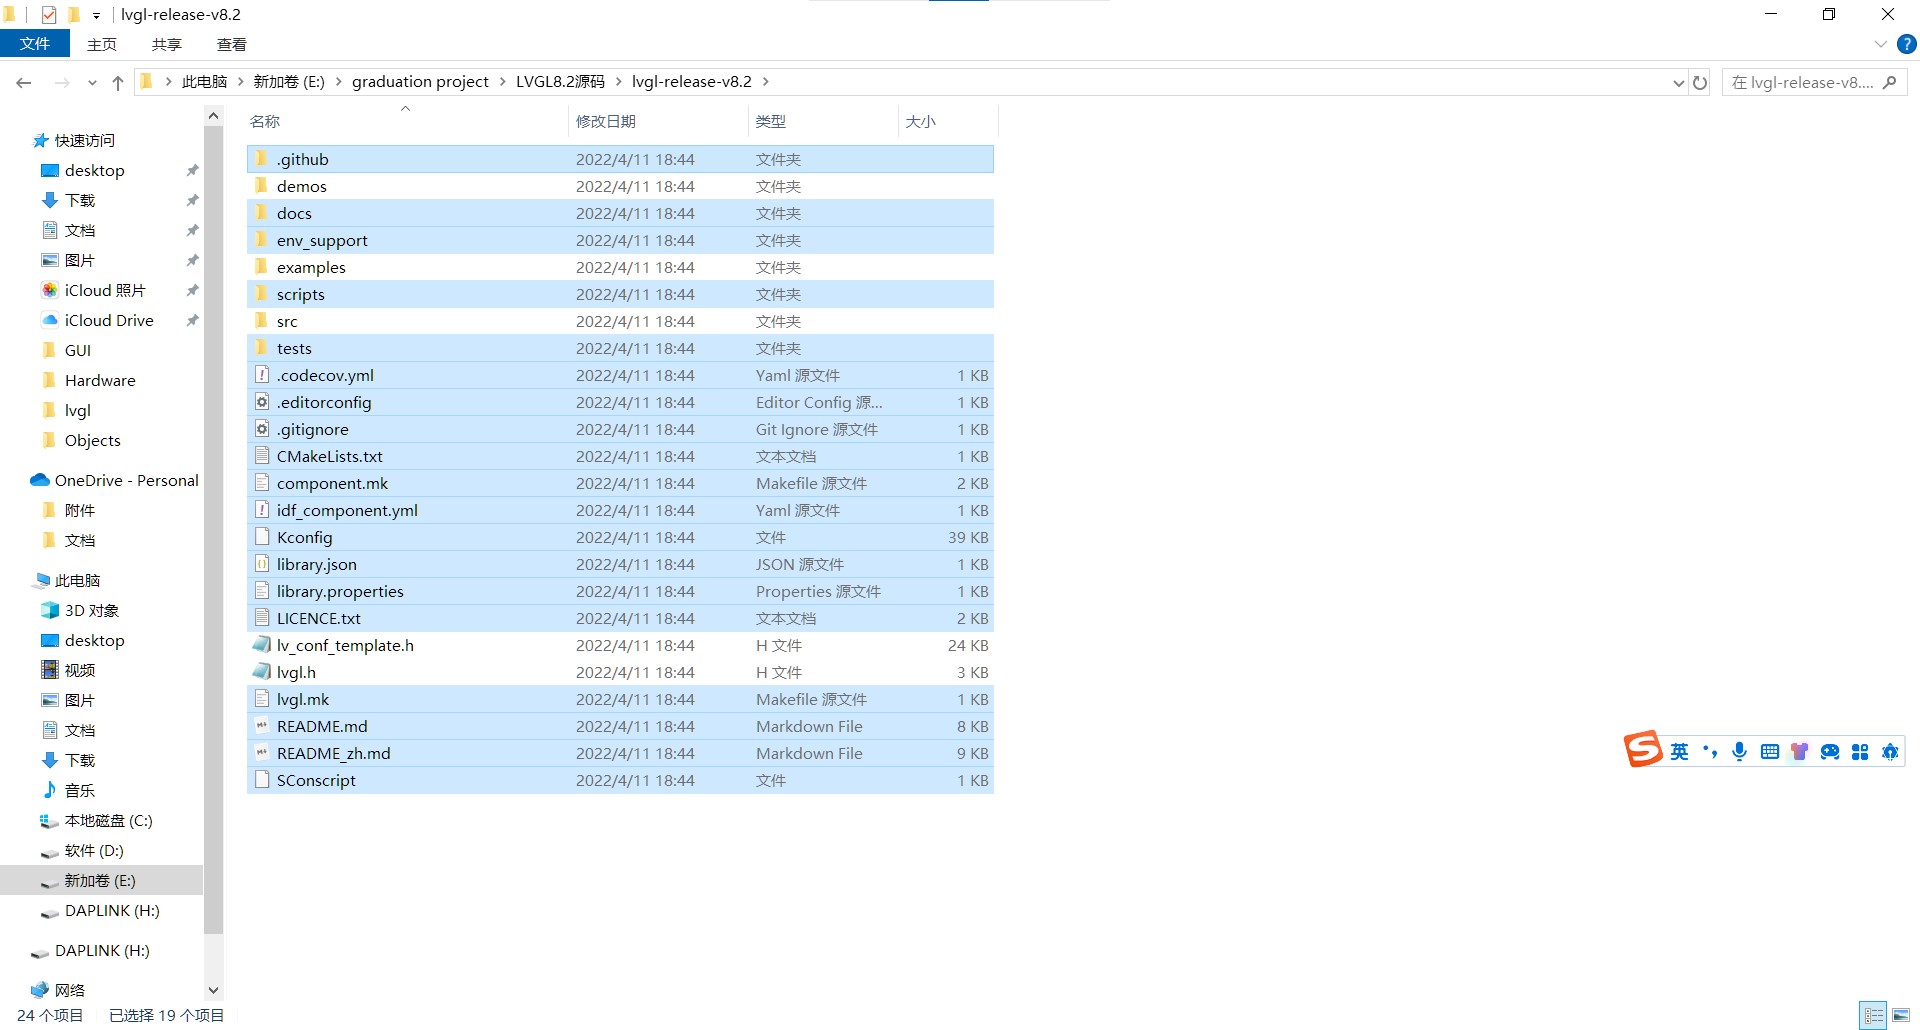 lvgl-release-v8.2
文件 主页 共享 查看
此电脑 新加卷 (E:) graduation project LVGL8.2源码 lvgl-release-v8.2
在 lvgl-release-v8....
快速访问
desktop
下载
文档
图片
iCloud 照片
iCloud Drive
GUI
Hardware
lvgl
Objects
OneDrive - Personal
附件
文档
此电脑
3D 对象
desktop
视频
图片
文档
下载
音乐
本地磁盘 (C:)
软件 (D:)
新加卷 (E:)
DAPLINK (H:)
DAPLINK (H:)
网络
名称 修改日期 类型 大小
.github 2022/4/11 18:44 文件夹
demos 2022/4/11 18:44 文件夹
docs 2022/4/11 18:44 文件夹
env_support 2022/4/11 18:44 文件夹
examples 2022/4/11 18:44 文件夹
scripts 2022/4/11 18:44 文件夹
src 2022/4/11 18:44 文件夹
tests 2022/4/11 18:44 文件夹
.codecov.yml 2022/4/11 18:44 Yaml 源文件 1 KB
.editorconfig 2022/4/11 18:44 Editor Config 源... 1 KB
.gitignore 2022/4/11 18:44 Git Ignore 源文件 1 KB
CMakeLists.txt 2022/4/11 18:44 文本文档 1 KB
component.mk 2022/4/11 18:44 Makefile 源文件 2 KB
idf_component.yml 2022/4/11 18:44 Yaml 源文件 1 KB
Kconfig 2022/4/11 18:44 文件 39 KB
library.json 2022/4/11 18:44 JSON 源文件 1 KB
library.properties 2022/4/11 18:44 Properties 源文件 1 KB
LICENCE.txt 2022/4/11 18:44 文本文档 2 KB
lv_conf_template.h 2022/4/11 18:44 H 文件 24 KB
lvgl.h 2022/4/11 18:44 H 文件 3 KB
lvgl.mk 2022/4/11 18:44 Makefile 源文件 1 KB
README.md 2022/4/11 18:44 Markdown File 8 KB
README_zh.md 2022/4/11 18:44 Markdown File 9 KB
SConscript 2022/4/11 18:44 文件 1 KB
英
24 个项目 已选择 19 个项目